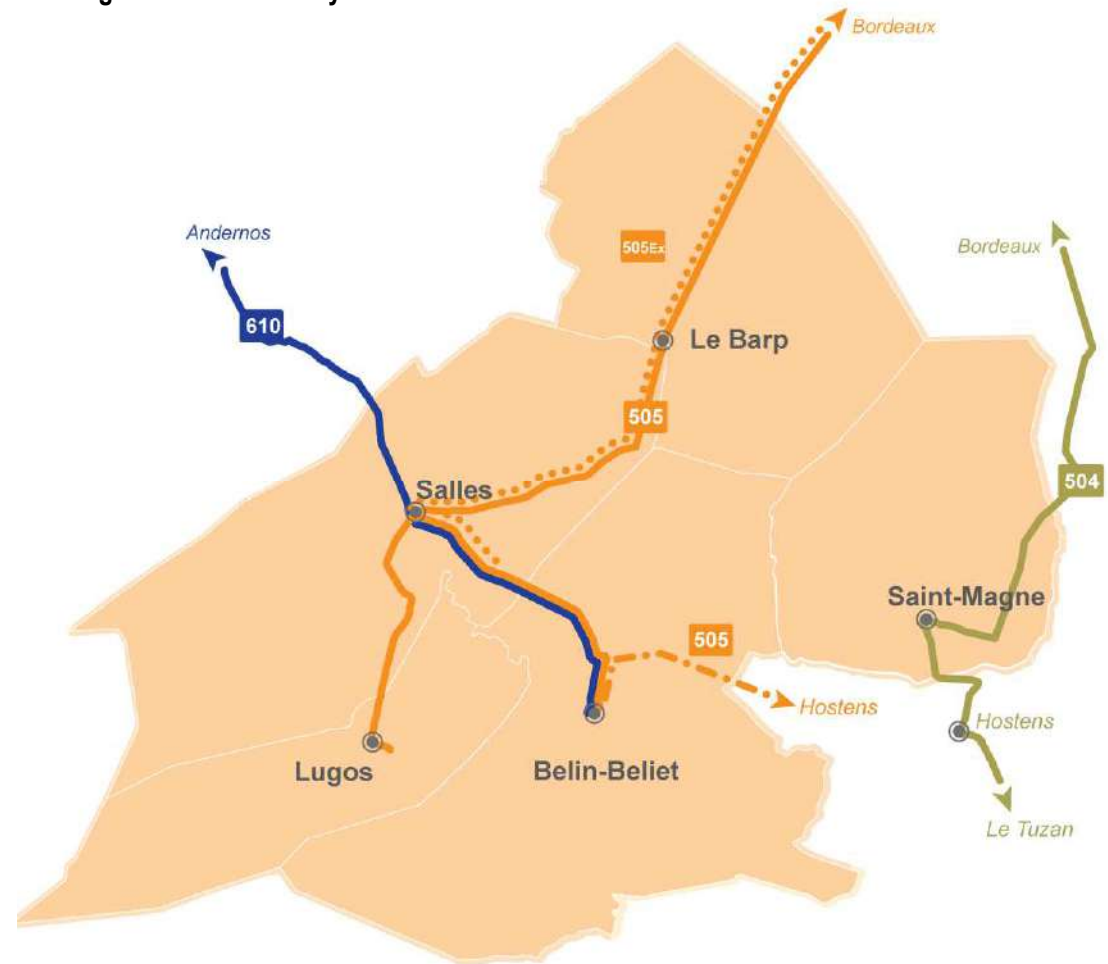 Bordeaux
Andernos
505Ex
Bordeaux
610
Le Barp
505
Salles
504
Saint-Magne
505
Hostens
Hostens
Lugos
Belin-Beliet
Le Tuzan